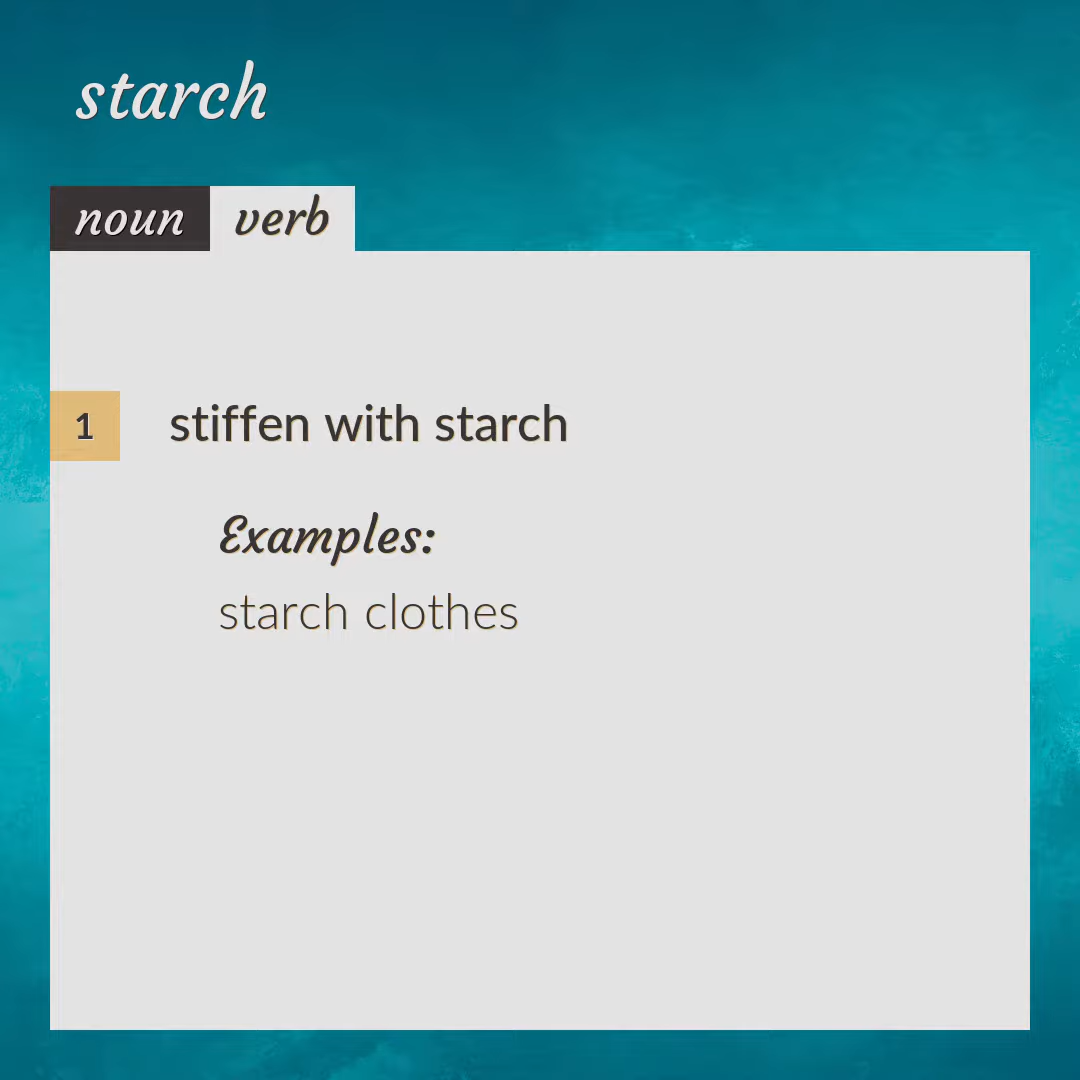 starch
noun verb
1 stiffen with starch
Examples:
starch clothes